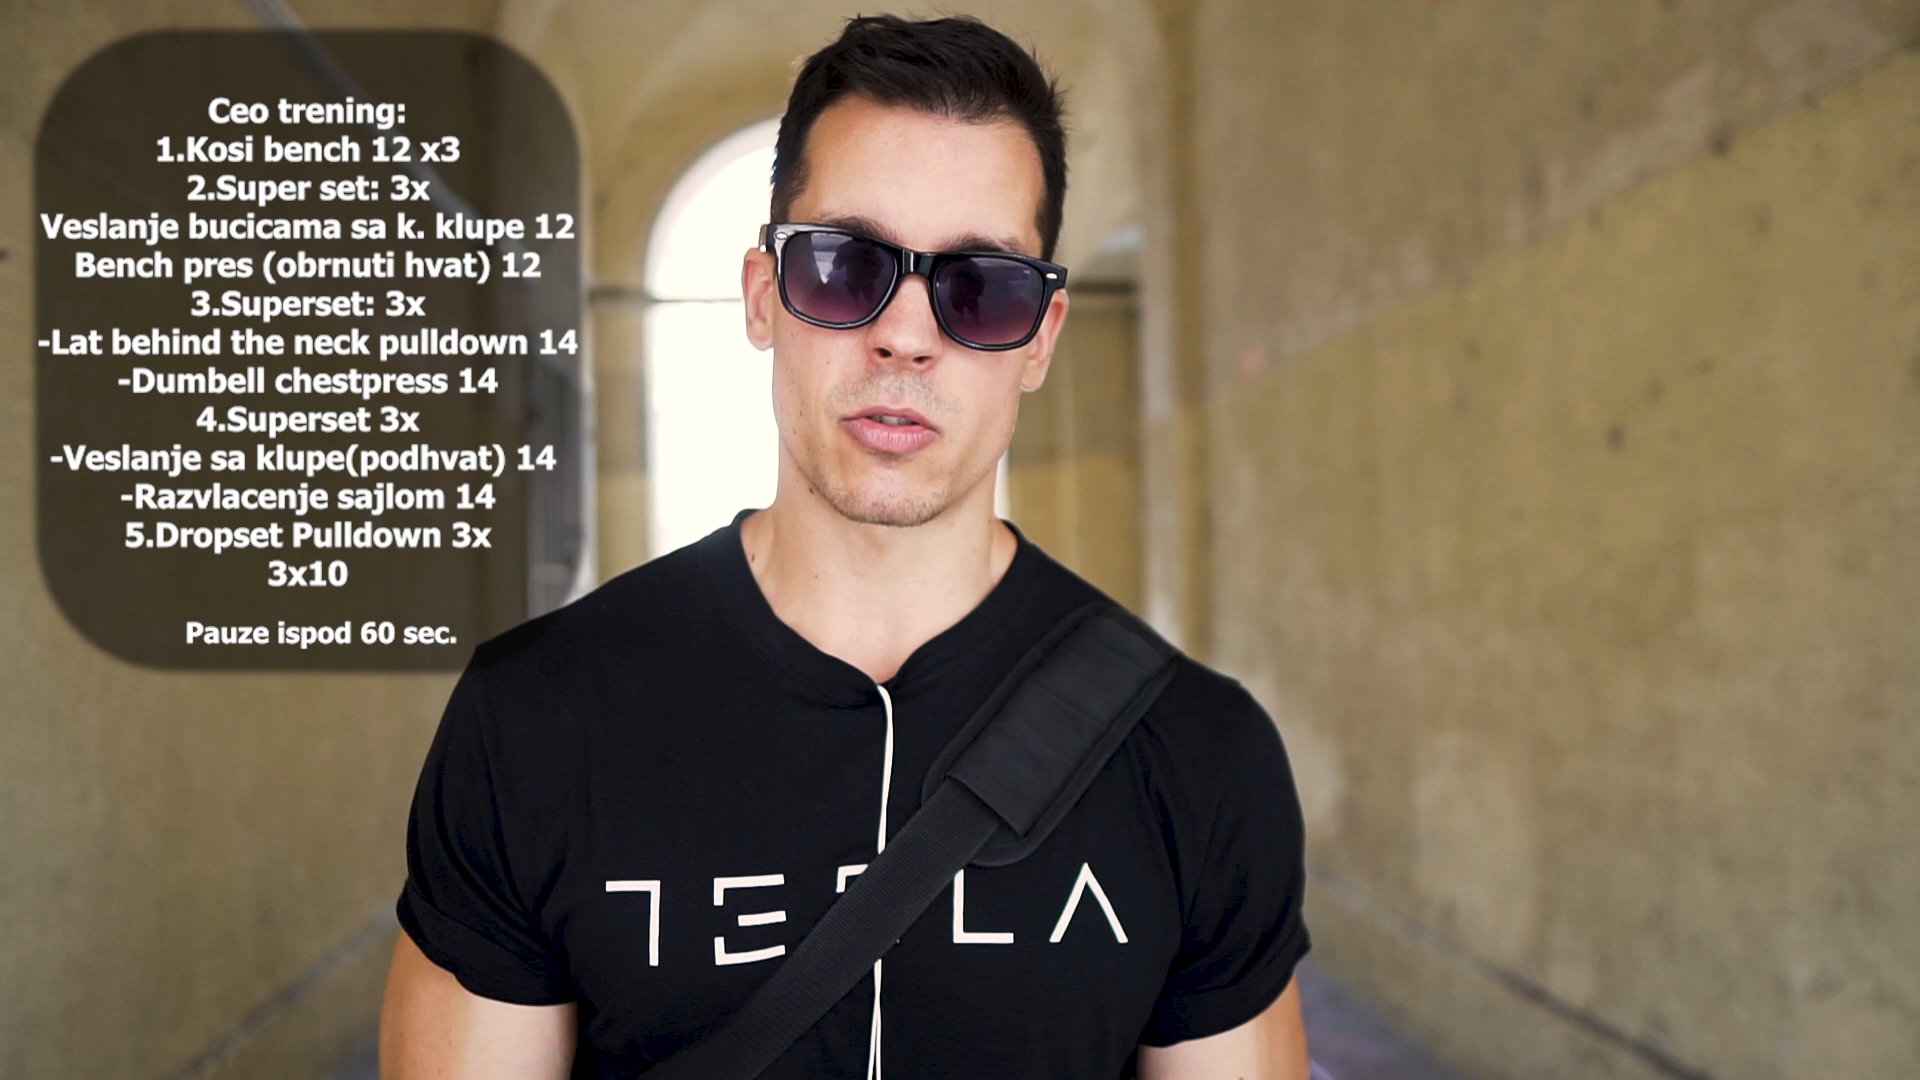 Ceo trening:
1.Kosi bench 12 x3
2.Super set: 3x
Veslanje bucicama sa k. klupe 12
Bench pres (obrnuti hvat) 12
3.Superset: 3x
-Lat behind the neck pulldown 14
-Dumbell chestpress 14
4.Superset 3x
-Veslanje sa klupe(podhvat) 14
-Razvlacenje sajlom 14
5.Dropset Pulldown 3x
3x10
Pauze ispod 60 sec.
TESLA